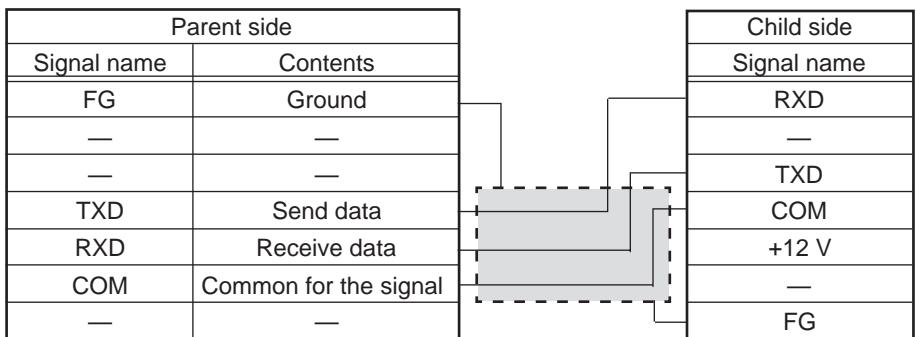 Parent side Child side
Signal name Contents Signal name
FG Ground RXD
— — —
— — TXD
TXD Send data COM
RXD Receive data +12 V
COM Common for the signal —
— — FG